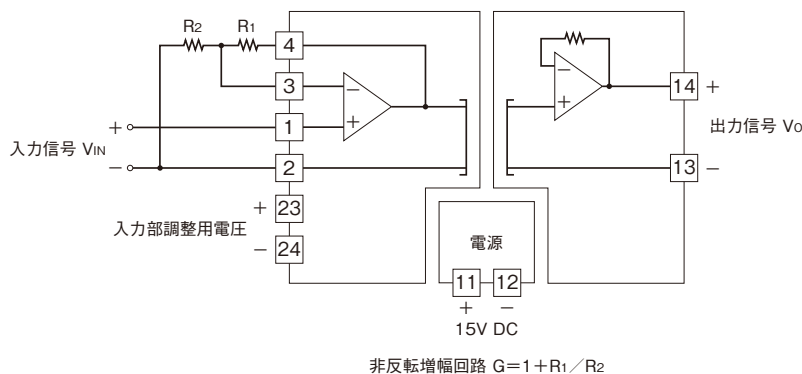 R2 R1
4
3
1
2
23
24
+
入力信号 VIN
−
+
入力部調整用電圧
−
−
+
−
+
14 +
出力信号 VO
13 −
電源
11 12
+ −
15V DC
非反転増幅回路 G=1+R1/R2